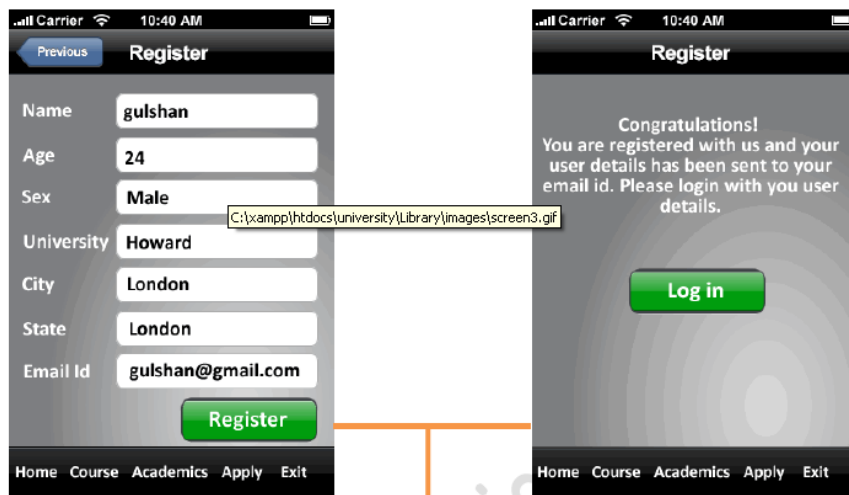 Carrier 10:40 AM
Previous Register
Name gulshan
Age 24
Sex Male
University Howard
City London
State London
Email Id gulshan@gmail.com
Register
Home Course Academics Apply Exit
C:\xampp\htdocs\university\Library\images\screen3.gif
Carrier 10:40 AM
Register
Congratulations!
You are registered with us and your
user details has been sent to your
email id. Please login with you user
details.
Log in
Home Course Academics Apply Exit